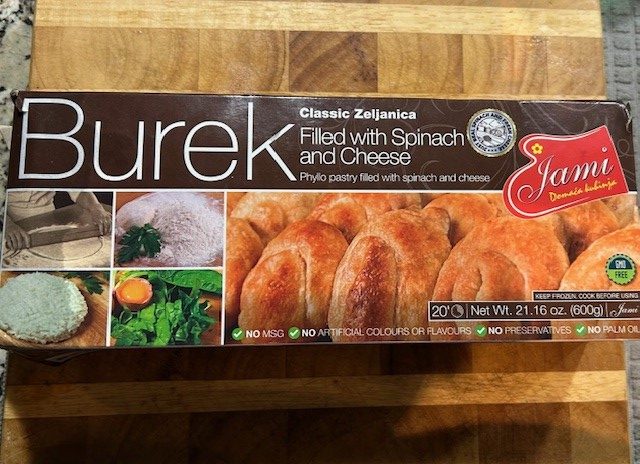 Burek
Classic Zeljanica
Filled with Spinach
and Cheese
Phyllo pastry filled with spinach and cheese
Jami
Domaća kuhinja
GMO
FREE
KEEP FROZEN. COOK BEFORE USING
20' Net Wt. 21.16 oz. (600g) Jami
NO MSG NO ARTIFICIAL COLOURS OR FLAVOURS NO PRESERVATIVES NO PALM OIL